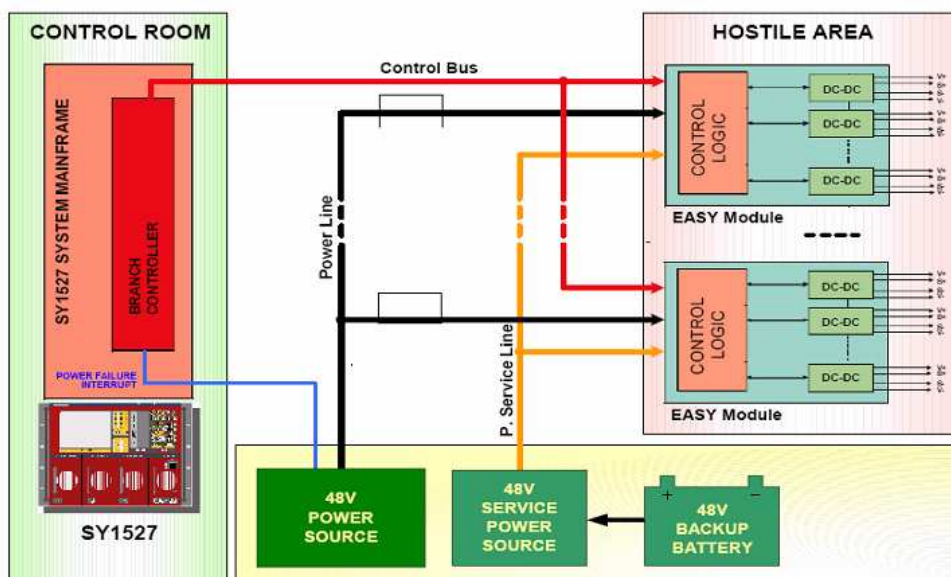 CONTROL ROOM
SY1527 SYSTEM MAINFRAME
BRANCH
CONTROLLER
POWER FAILURE
INTERRUPT
SY1527
Control Bus
Power Line
P. Service Line
HOSTILE AREA
CONTROL
LOGIC
DC-DC
DC-DC
DC-DC
EASY Module
CONTROL
LOGIC
DC-DC
DC-DC
DC-DC
EASY Module
48V
POWER
SOURCE
48V
SERVICE
POWER
SOURCE
+ −
48V
BACKUP
BATTERY